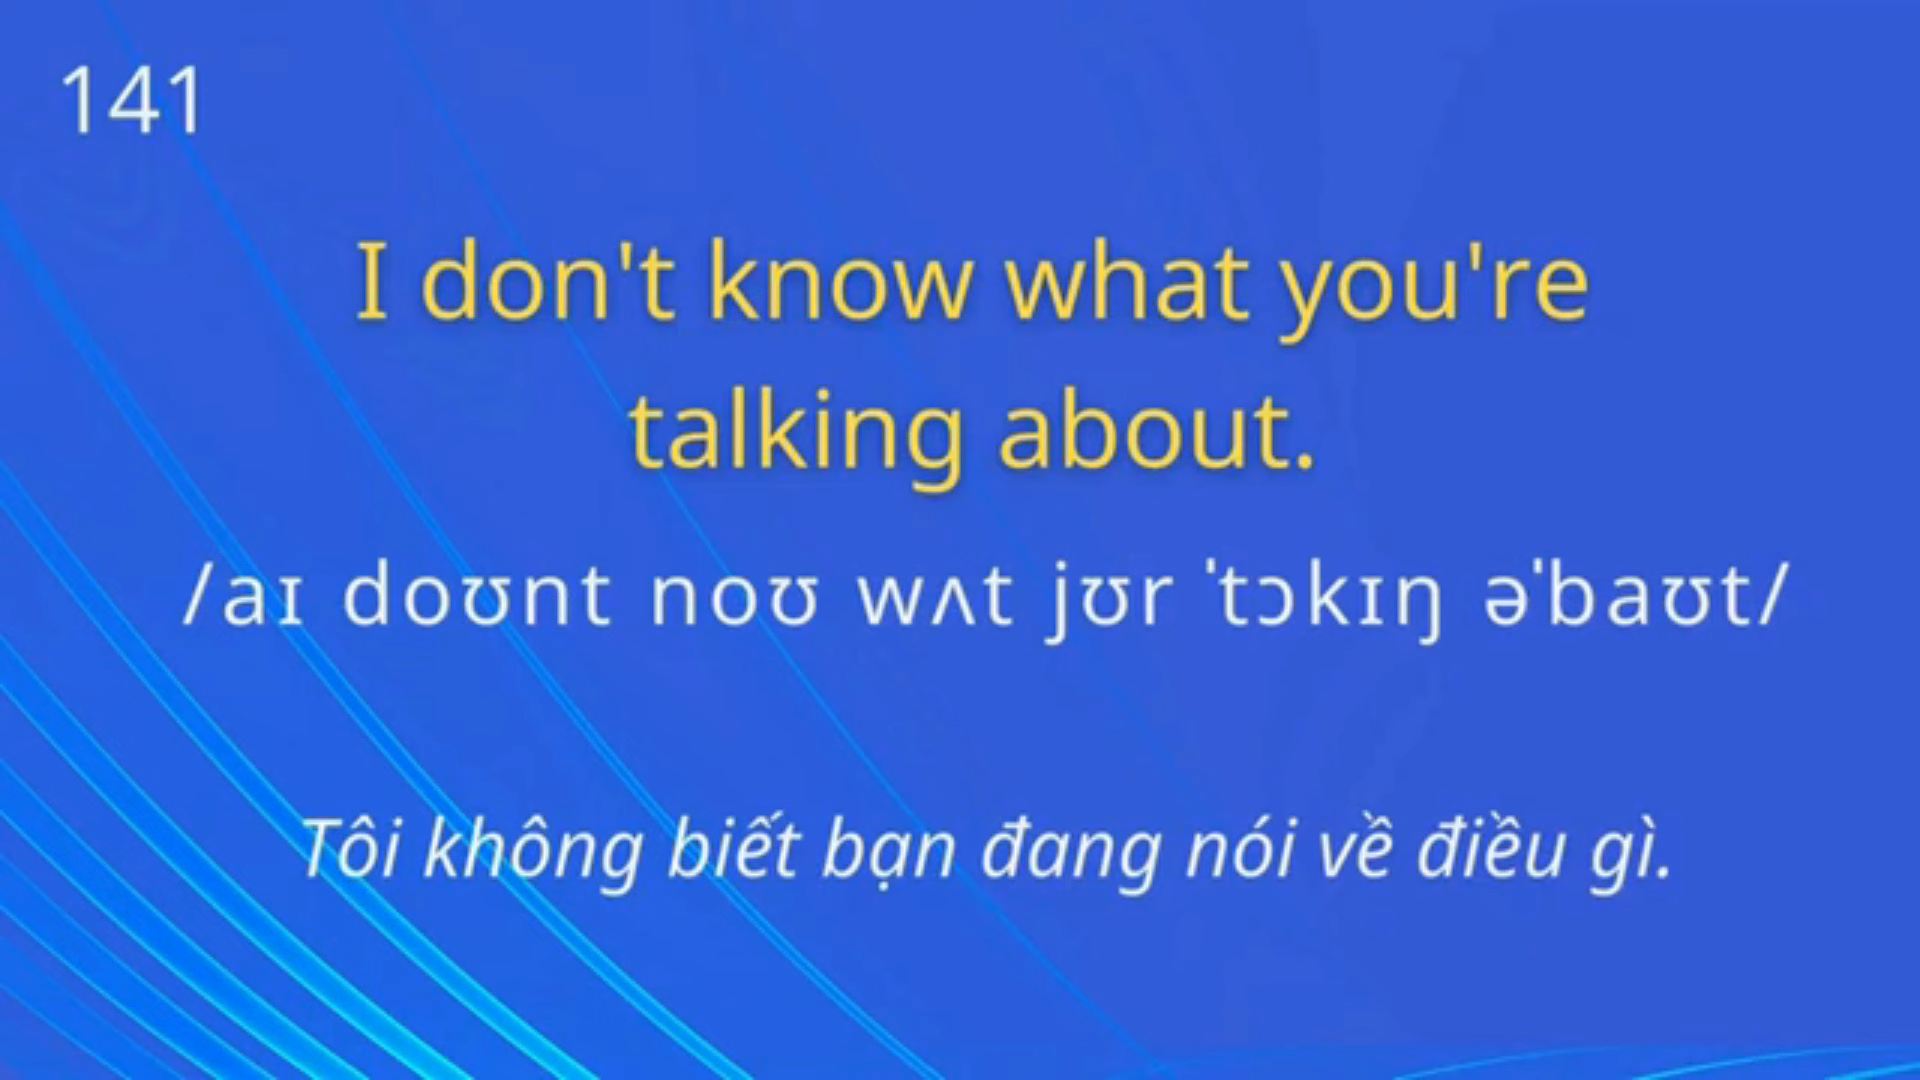 141
I don't know what you're
talking about.
/aɪ doʊnt noʊ wʌt jʊr ˈtɔkɪŋ əˈbaʊt/
Tôi không biết bạn đang nói về điều gì.